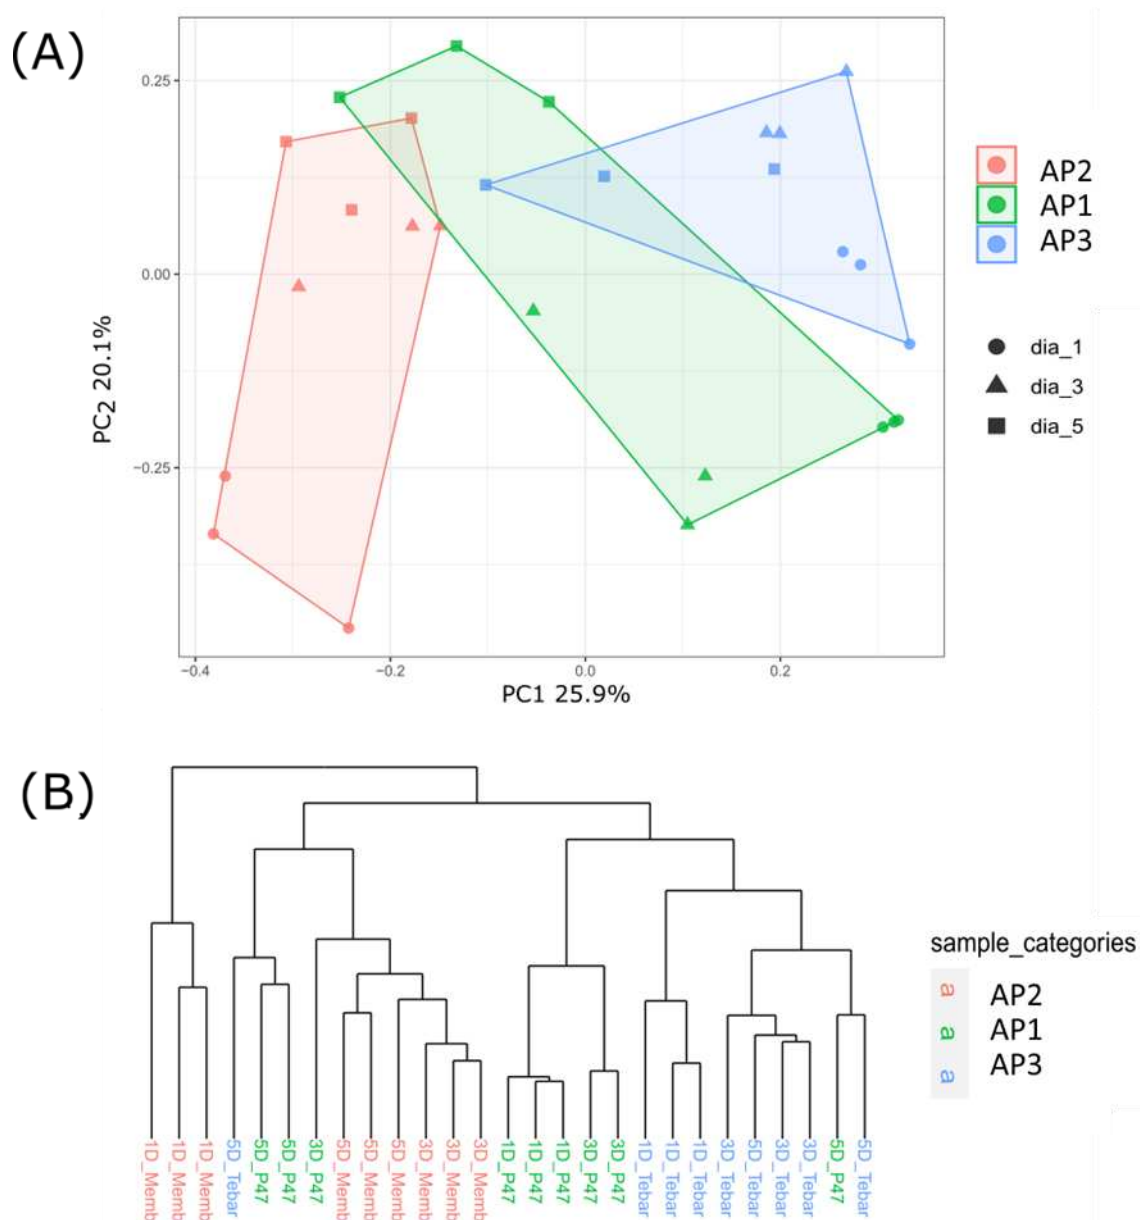 (A)
0.25
0.00
−0.25
PC2 20.1%
−0.4
−0.2
0.0
0.2
PC1 25.9%
AP2
AP1
AP3
dia_1
dia_3
dia_5
(B)
1D_Memb
1D_Memb
1D_Memb
5D_Tebar
5D_P47
5D_P47
3D_P47
5D_Memb
5D_Memb
5D_Memb
3D_Memb
3D_Memb
3D_Memb
1D_P47
1D_P47
1D_P47
3D_P47
3D_P47
1D_Tebar
1D_Tebar
1D_Tebar
3D_Tebar
5D_Tebar
3D_Tebar
3D_Tebar
5D_P47
5D_Tebar
sample_categories
a AP2
a AP1
a AP3